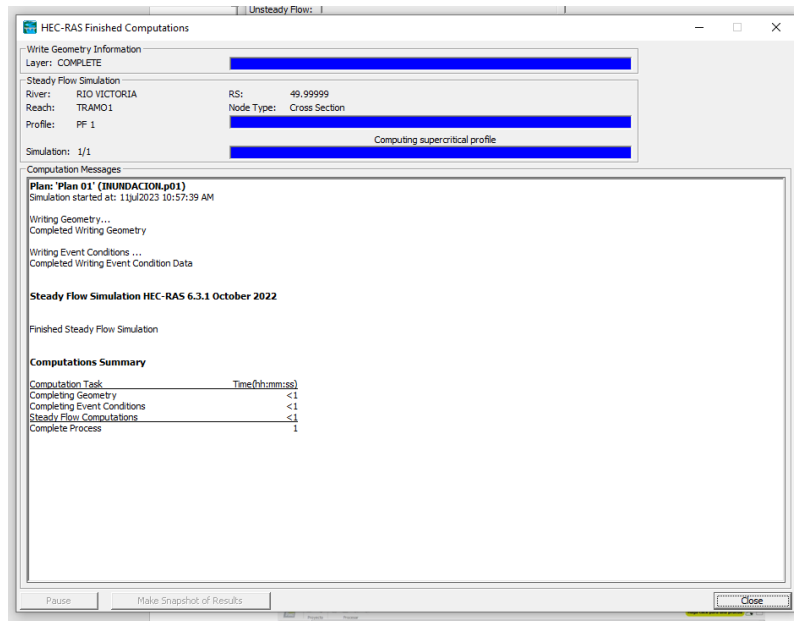 Unsteady Flow:
HEC-RAS Finished Computations
Write Geometry Information
Layer: COMPLETE
Steady Flow Simulation
River: RIO VICTORIA RS: 49.99999
Reach: TRAMO1 Node Type: Cross Section
Profile: PF 1
Computing supercritical profile
Simulation: 1/1
Computation Messages
Plan: 'Plan 01' (INUNDACION.p01)
Simulation started at: 11jul2023 10:57:39 AM
Writing Geometry...
Completed Writing Geometry
Writing Event Conditions ...
Completed Writing Event Condition Data
Steady Flow Simulation HEC-RAS 6.3.1 October 2022
Finished Steady Flow Simulation
Computations Summary
Computation Task Time(hh:mm:ss)
Completing Geometry <1
Completing Event Conditions <1
Steady Flow Computations <1
Complete Process 1
Pause Make Snapshot of Results Close